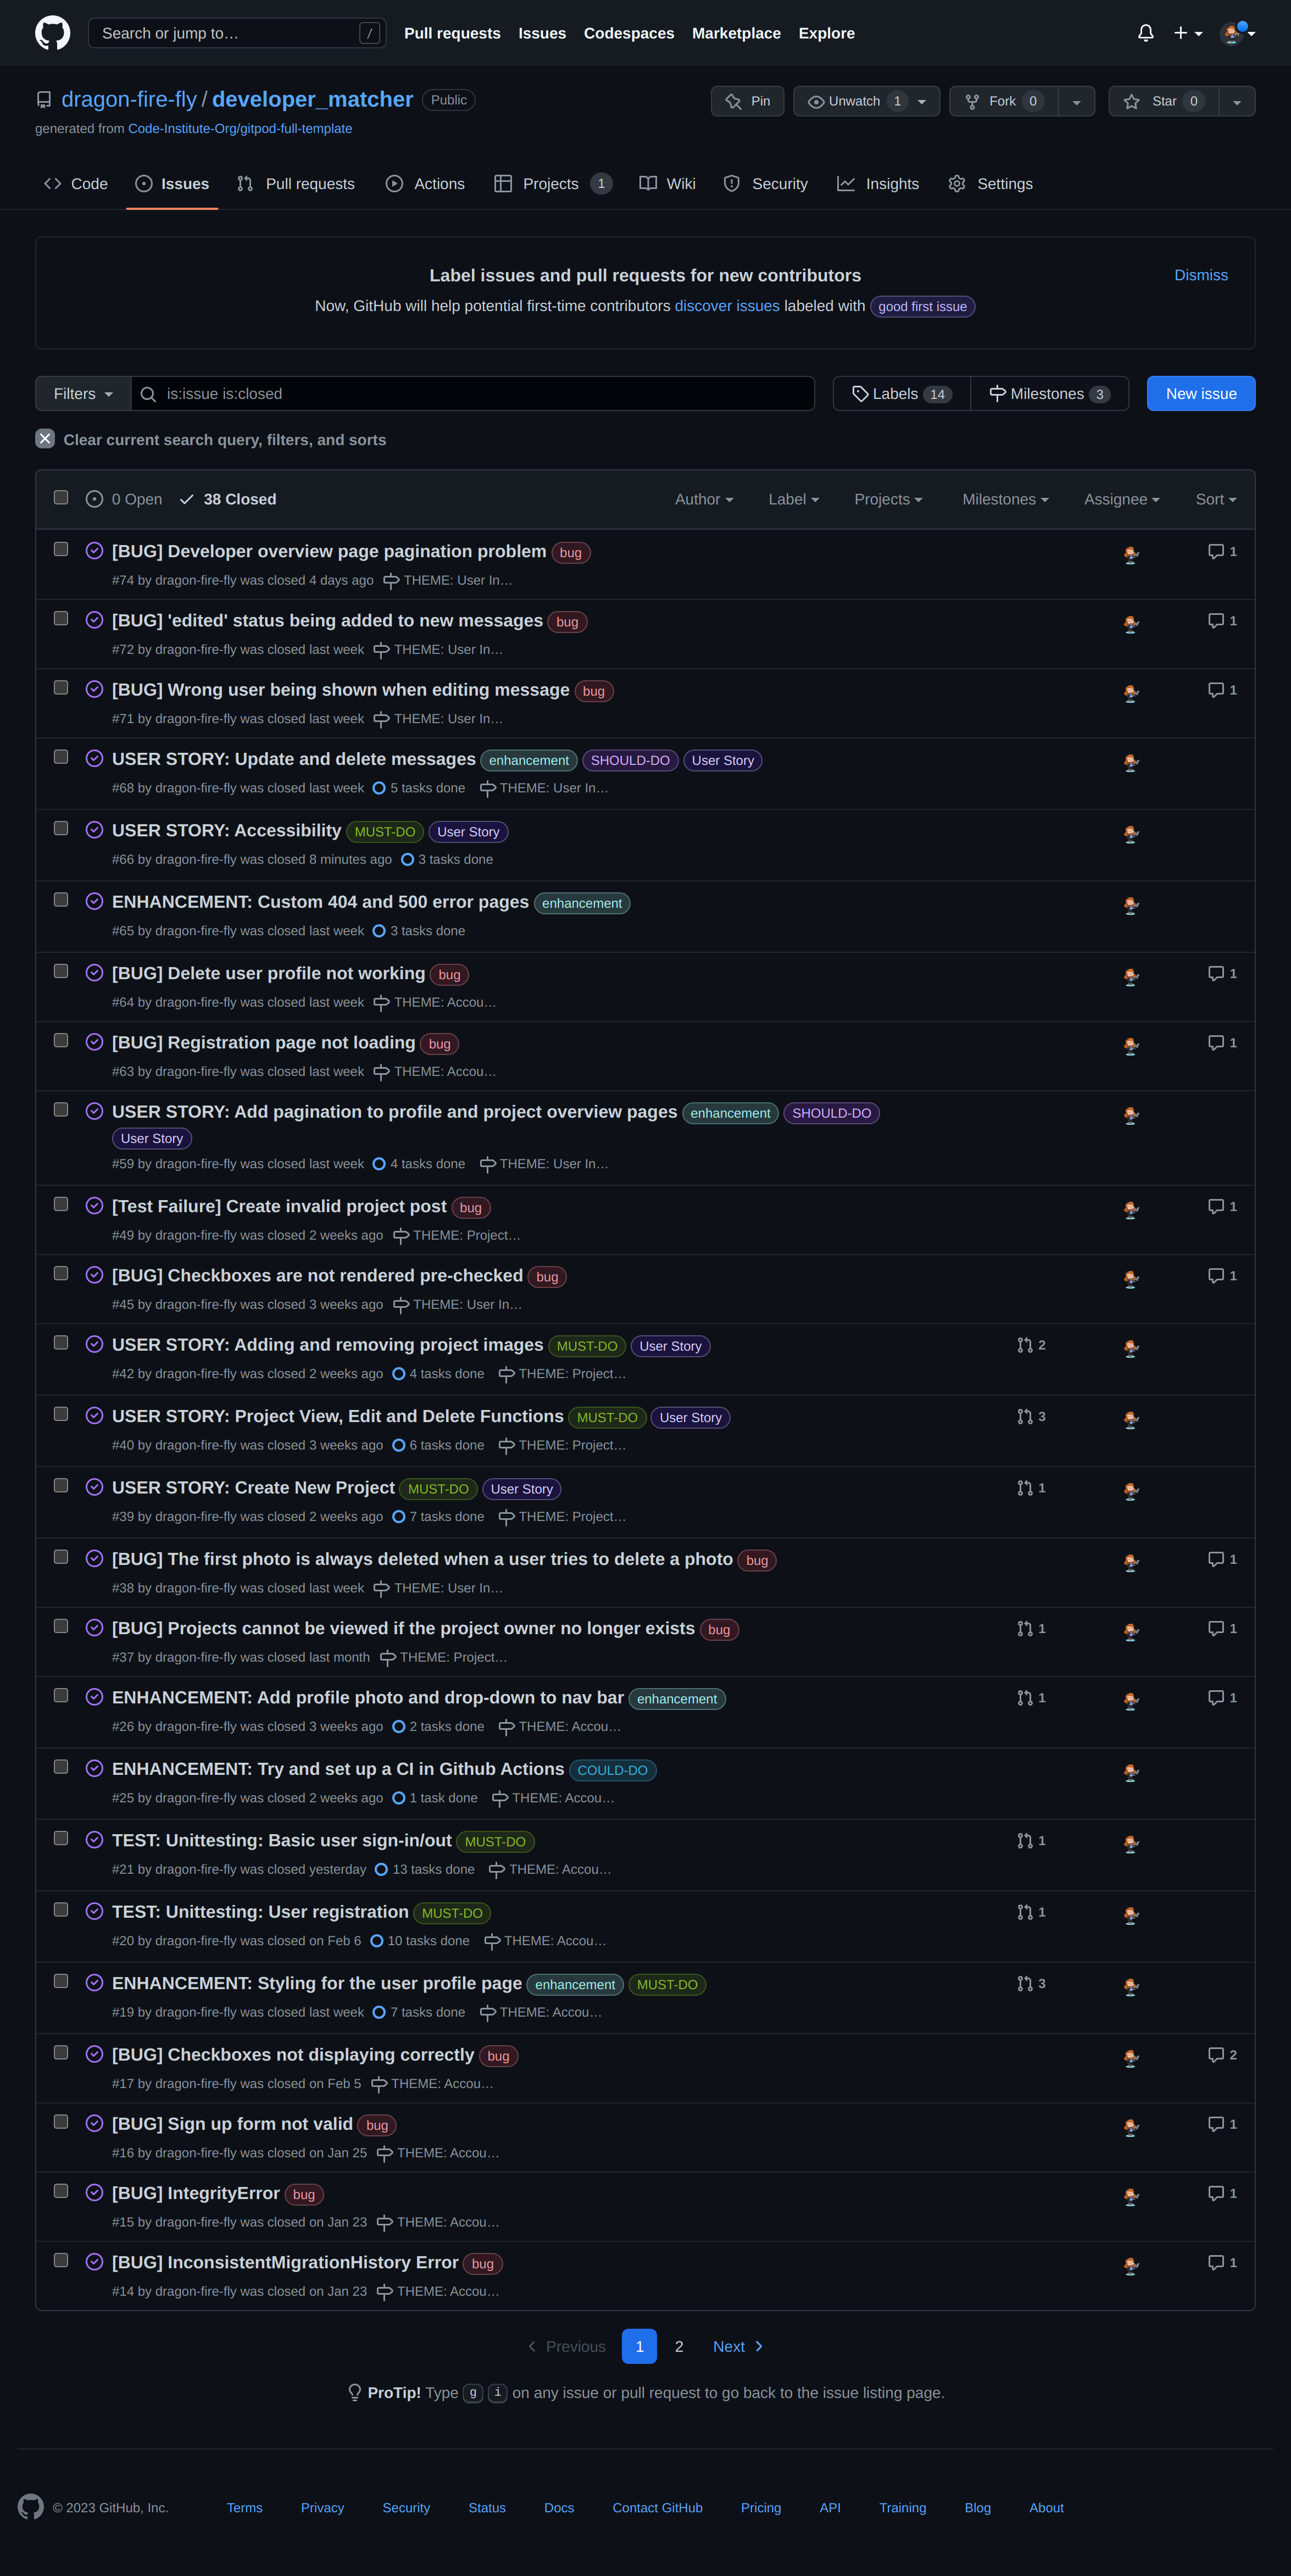 Search or jump to… / Pull requests Issues Codespaces Marketplace Explore
dragon-fire-fly / developer_matcher Public Pin Unwatch 1 Fork 0 Star 0
generated from Code-Institute-Org/gitpod-full-template
Code Issues Pull requests Actions Projects 1 Wiki Security Insights Settings
Label issues and pull requests for new contributors Dismiss
Now, GitHub will help potential first-time contributors discover issues labeled with good first issue
Filters is:issue is:closed Labels 14 Milestones 3 New issue
Clear current search query, filters, and sorts
0 Open 38 Closed Author Label Projects Milestones Assignee Sort
[BUG] Developer overview page pagination problem bug 1
#74 by dragon-fire-fly was closed 4 days ago THEME: User In…
[BUG] 'edited' status being added to new messages bug 1
#72 by dragon-fire-fly was closed last week THEME: User In…
[BUG] Wrong user being shown when editing message bug 1
#71 by dragon-fire-fly was closed last week THEME: User In…
USER STORY: Update and delete messages enhancement SHOULD-DO User Story
#68 by dragon-fire-fly was closed last week 5 tasks done THEME: User In…
USER STORY: Accessibility MUST-DO User Story
#66 by dragon-fire-fly was closed 8 minutes ago 3 tasks done
ENHANCEMENT: Custom 404 and 500 error pages enhancement
#65 by dragon-fire-fly was closed last week 3 tasks done
[BUG] Delete user profile not working bug 1
#64 by dragon-fire-fly was closed last week THEME: Accou…
[BUG] Registration page not loading bug 1
#63 by dragon-fire-fly was closed last week THEME: Accou…
USER STORY: Add pagination to profile and project overview pages enhancement SHOULD-DO
User Story
#59 by dragon-fire-fly was closed last week 4 tasks done THEME: User In…
[Test Failure] Create invalid project post bug 1
#49 by dragon-fire-fly was closed 2 weeks ago THEME: Project…
[BUG] Checkboxes are not rendered pre-checked bug 1
#45 by dragon-fire-fly was closed 3 weeks ago THEME: User In…
USER STORY: Adding and removing project images MUST-DO User Story 2
#42 by dragon-fire-fly was closed 2 weeks ago 4 tasks done THEME: Project…
USER STORY: Project View, Edit and Delete Functions MUST-DO User Story 3
#40 by dragon-fire-fly was closed 3 weeks ago 6 tasks done THEME: Project…
USER STORY: Create New Project MUST-DO User Story 1
#39 by dragon-fire-fly was closed 2 weeks ago 7 tasks done THEME: Project…
[BUG] The first photo is always deleted when a user tries to delete a photo bug 1
#38 by dragon-fire-fly was closed last week THEME: User In…
[BUG] Projects cannot be viewed if the project owner no longer exists bug 1 1
#37 by dragon-fire-fly was closed last month THEME: Project…
ENHANCEMENT: Add profile photo and drop-down to nav bar enhancement 1 1
#26 by dragon-fire-fly was closed 3 weeks ago 2 tasks done THEME: Accou…
ENHANCEMENT: Try and set up a CI in Github Actions COULD-DO
#25 by dragon-fire-fly was closed 2 weeks ago 1 task done THEME: Accou…
TEST: Unittesting: Basic user sign-in/out MUST-DO 1
#21 by dragon-fire-fly was closed yesterday 13 tasks done THEME: Accou…
TEST: Unittesting: User registration MUST-DO 1
#20 by dragon-fire-fly was closed on Feb 6 10 tasks done THEME: Accou…
ENHANCEMENT: Styling for the user profile page enhancement MUST-DO 3
#19 by dragon-fire-fly was closed last week 7 tasks done THEME: Accou…
[BUG] Checkboxes not displaying correctly bug 2
#17 by dragon-fire-fly was closed on Feb 5 THEME: Accou…
[BUG] Sign up form not valid bug 1
#16 by dragon-fire-fly was closed on Jan 25 THEME: Accou…
[BUG] IntegrityError bug 1
#15 by dragon-fire-fly was closed on Jan 23 THEME: Accou…
[BUG] InconsistentMigrationHistory Error bug 1
#14 by dragon-fire-fly was closed on Jan 23 THEME: Accou…
Previous 1 2 Next
ProTip! Type g i on any issue or pull request to go back to the issue listing page.
© 2023 GitHub, Inc. Terms Privacy Security Status Docs Contact GitHub Pricing API Training Blog About